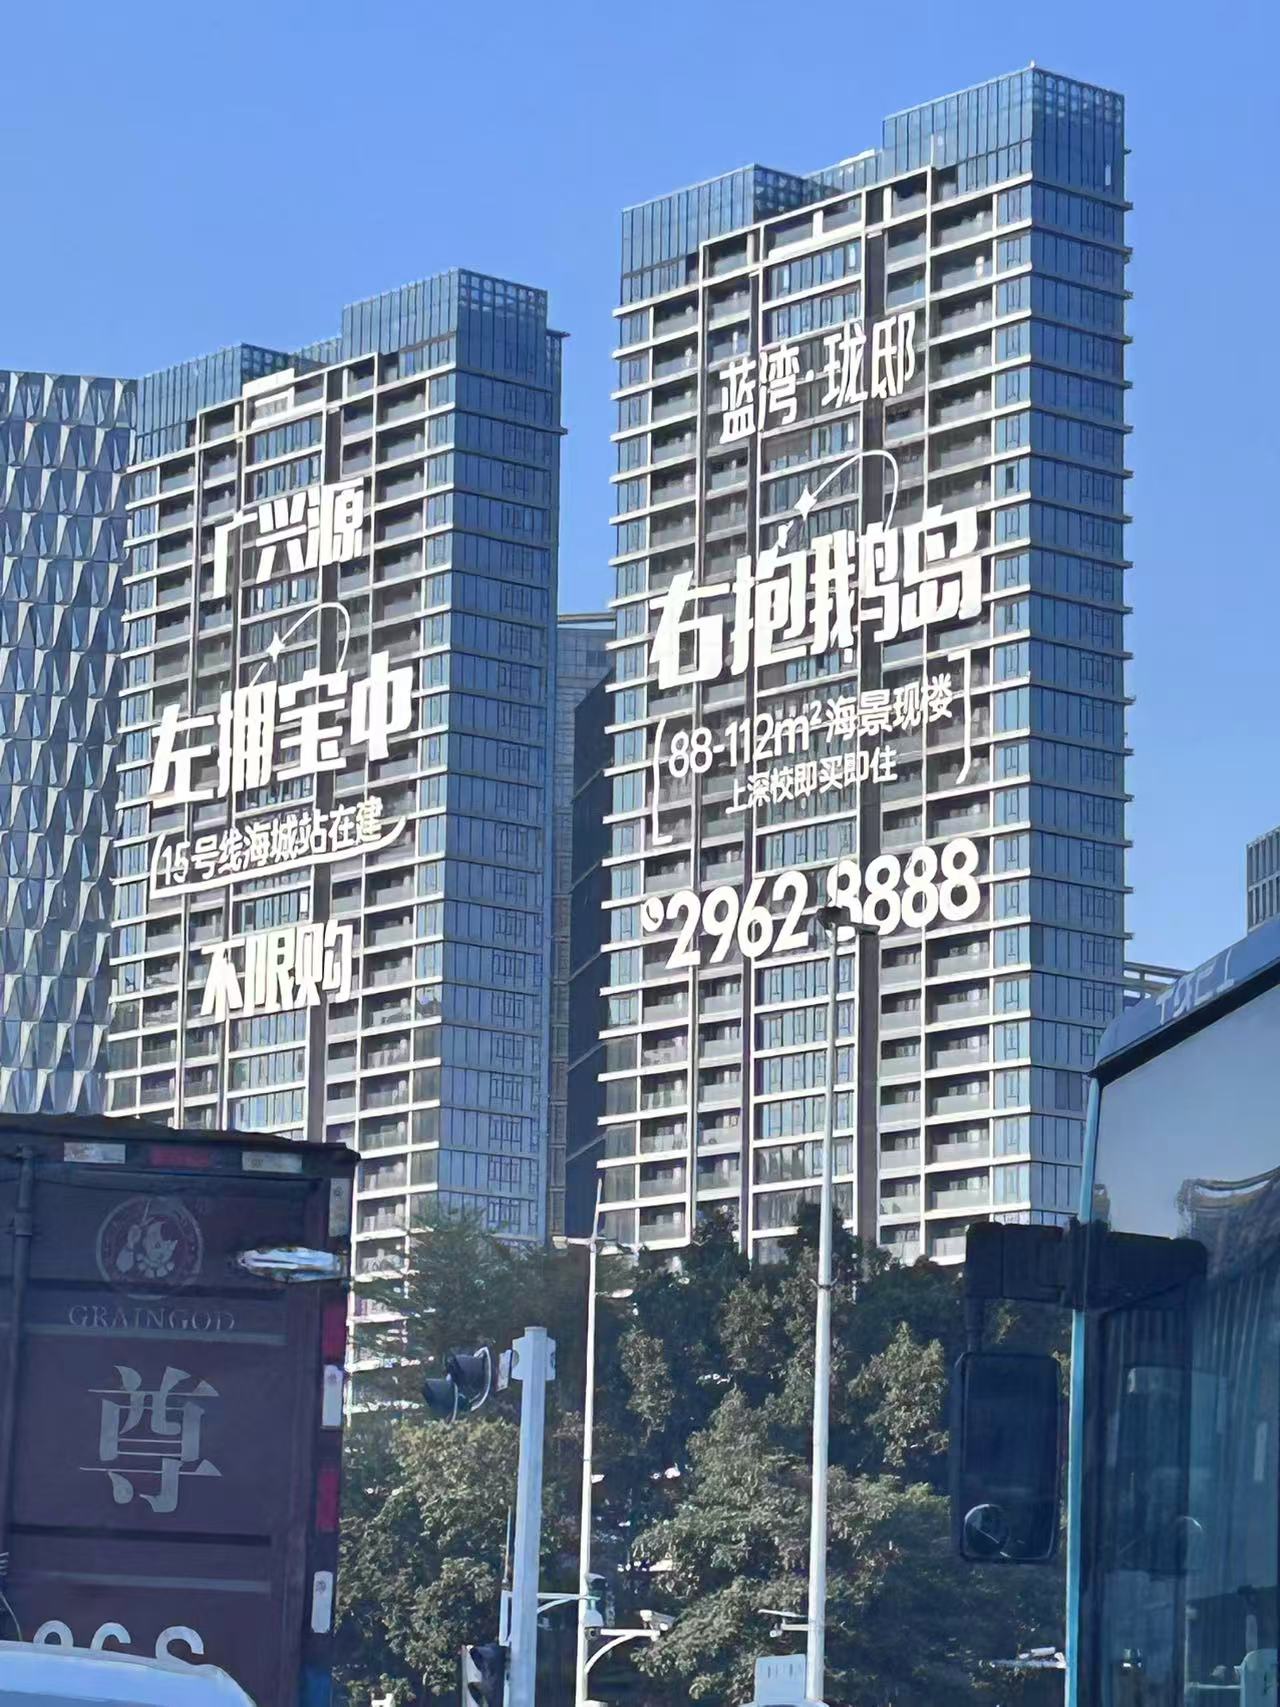 广兴源
左拥宝中
15号线海城站在建
不限购
蓝湾·珑邸
右抱鹅岛
88-112m²海景现楼
上深校即买即住
2962 8888
GRAINGOD
尊